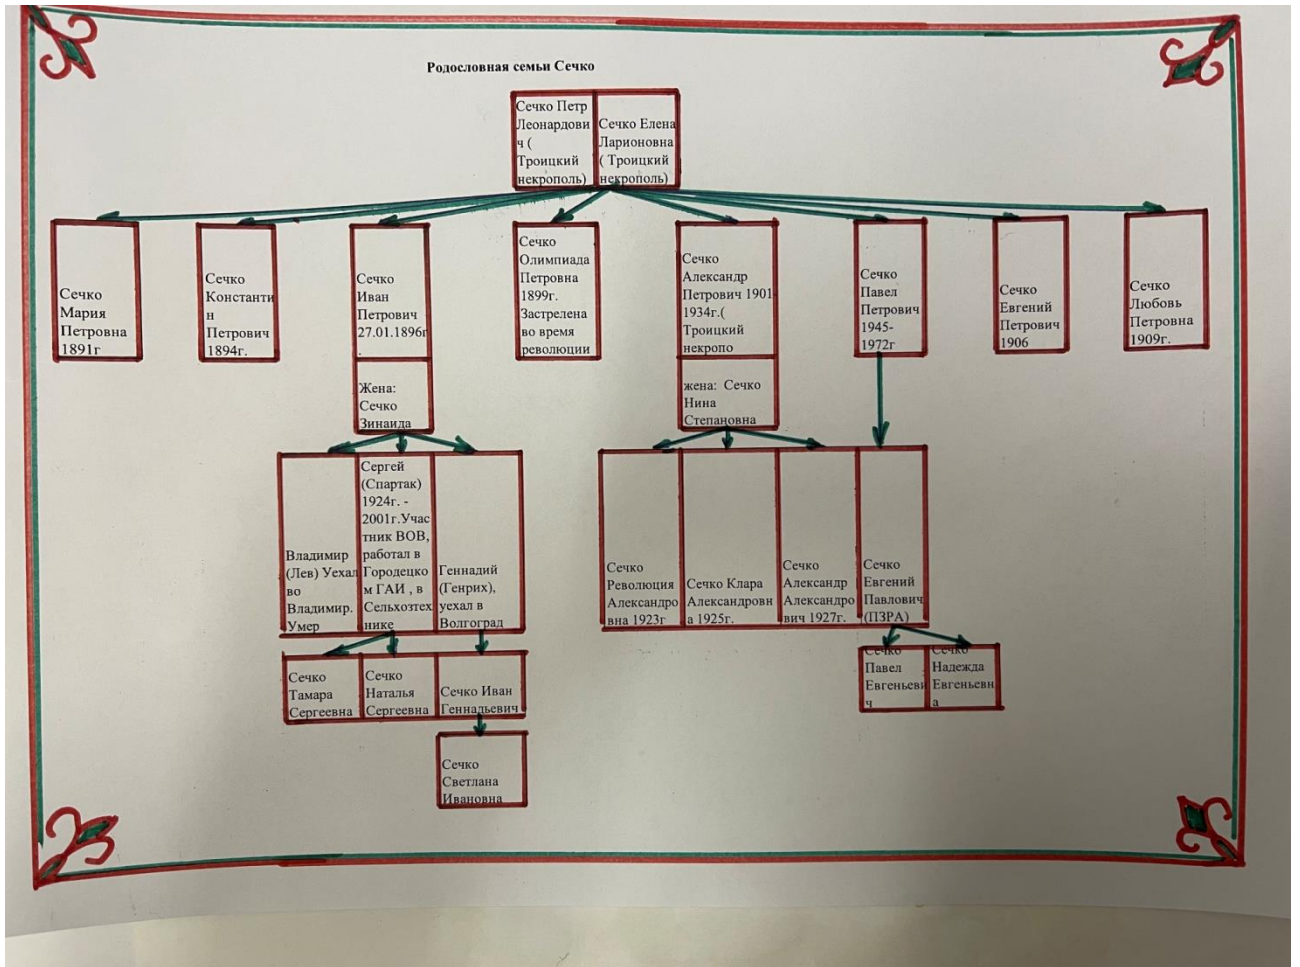 Родословная семьи Сечко
Сечко Петр
Леонардови
ч (
Троицкий
некрополь)
Сечко Елена
Ларионовна
( Троицкий
некрополь)
Сечко
Мария
Петровна
1891г
Сечко
Константи
н
Петрович
1894г.
Сечко
Иван
Петрович
27.01.1896г
.
Жена:
Сечко
Зинаида
Сечко
Олимпиада
Петровна
1899г.
Застрелена
во время
революции
Сечко
Александр
Петрович 1901-
1934г.(
Троицкий
некропо
жена: Сечко
Нина
Степановна
Сечко
Павел
Петрович
1945-
1972г
Сечко
Евгений
Петрович
1906
Сечко
Любовь
Петровна
1909г.
Владимир
(Лев) Уехал
во
Владимир.
Умер
Сергей
(Спартак)
1924г. -
2001г.Учас
тник ВОВ,
работал в
Городецко
м ГАИ , в
Сельхозтех
нике
Геннадий
(Генрих),
уехал в
Волгоград
Сечко
Революция
Александро
вна 1923г
Сечко Клара
Александровн
а 1925г.
Сечко
Александр
Александро
вич 1927г.
Сечко
Евгений
Павлович
(ПЗРА)
Сечко
Тамара
Сергеевна
Сечко
Наталья
Сергеевна
Сечко Иван
Геннадьевич
Сечко
Павел
Евгеньеви
ч
Сечко
Надежда
Евгеньевн
а
Сечко
Светлана
Ивановна